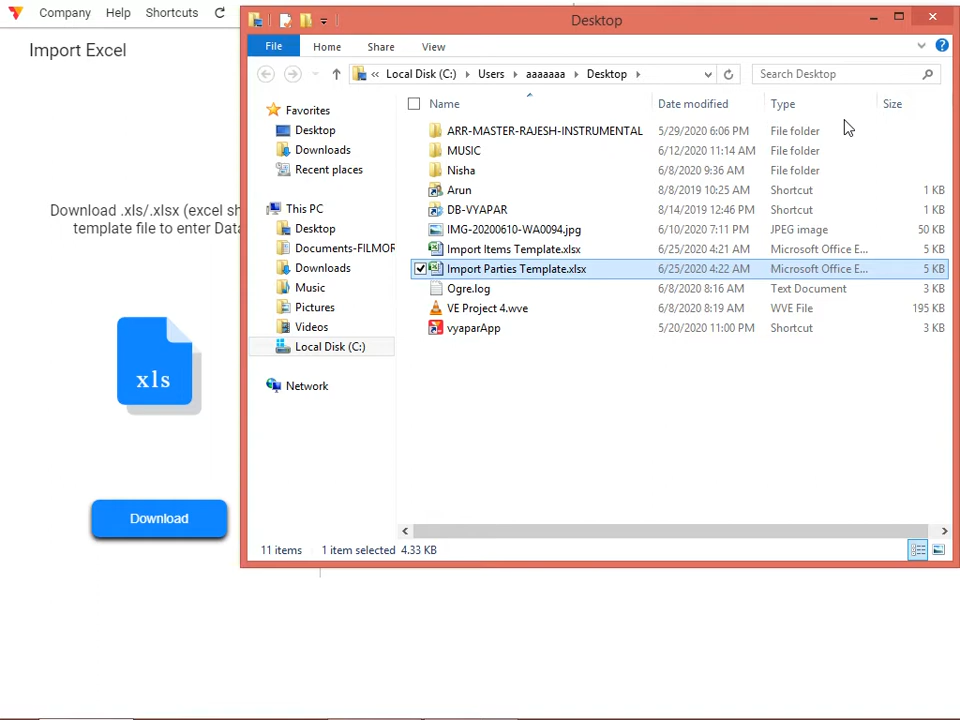 Company Help Shortcuts
Import Excel
Download .xls/.xlsx (excel sh
template file to enter Data
xls
Download
Desktop
File Home Share View
« Local Disk (C:) Users aaaaaaa Desktop
Search Desktop
Name Date modified Type Size
Favorites
Desktop
Downloads
Recent places
This PC
Desktop
Documents-FILMOR
Downloads
Music
Pictures
Videos
Local Disk (C:)
Network
ARR-MASTER-RAJESH-INSTRUMENTAL 5/29/2020 6:06 PM File folder
MUSIC 6/12/2020 11:14 AM File folder
Nisha 6/8/2020 9:36 AM File folder
Arun 8/8/2019 10:25 AM Shortcut 1 KB
DB-VYAPAR 8/14/2019 12:46 PM Shortcut 1 KB
IMG-20200610-WA0094.jpg 6/10/2020 7:11 PM JPEG image 50 KB
Import Items Template.xlsx 6/25/2020 4:21 AM Microsoft Office E... 5 KB
Import Parties Template.xlsx 6/25/2020 4:22 AM Microsoft Office E... 5 KB
Ogre.log 6/8/2020 8:16 AM Text Document 3 KB
VE Project 4.wve 6/8/2020 8:19 AM WVE File 195 KB
vyaparApp 5/20/2020 11:00 PM Shortcut 3 KB
11 items 1 item selected 4.33 KB